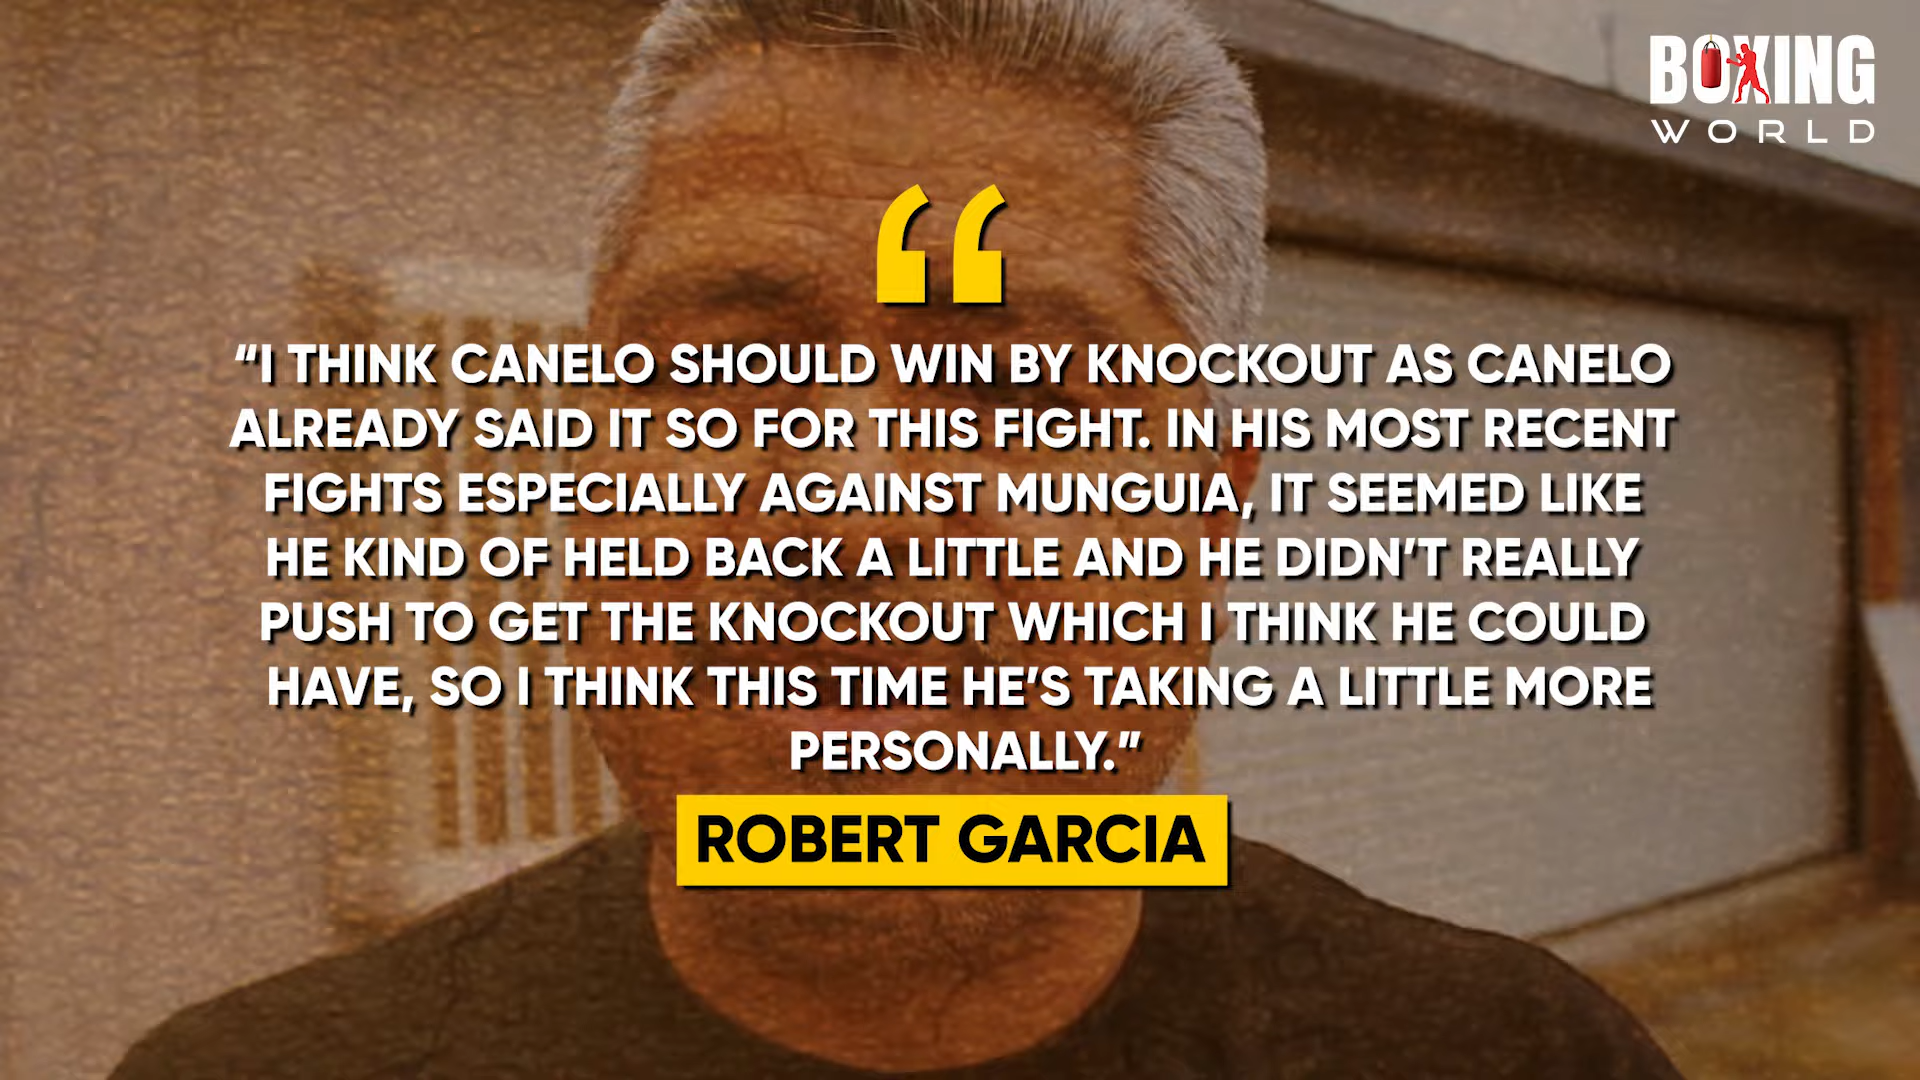 BOXING
WORLD
“
“I THINK CANELO SHOULD WIN BY KNOCKOUT AS CANELO
ALREADY SAID IT SO FOR THIS FIGHT. IN HIS MOST RECENT
FIGHTS ESPECIALLY AGAINST MUNGUIA, IT SEEMED LIKE
HE KIND OF HELD BACK A LITTLE AND HE DIDN’T REALLY
PUSH TO GET THE KNOCKOUT WHICH I THINK HE COULD
HAVE, SO I THINK THIS TIME HE’S TAKING A LITTLE MORE
PERSONALLY.”
ROBERT GARCIA